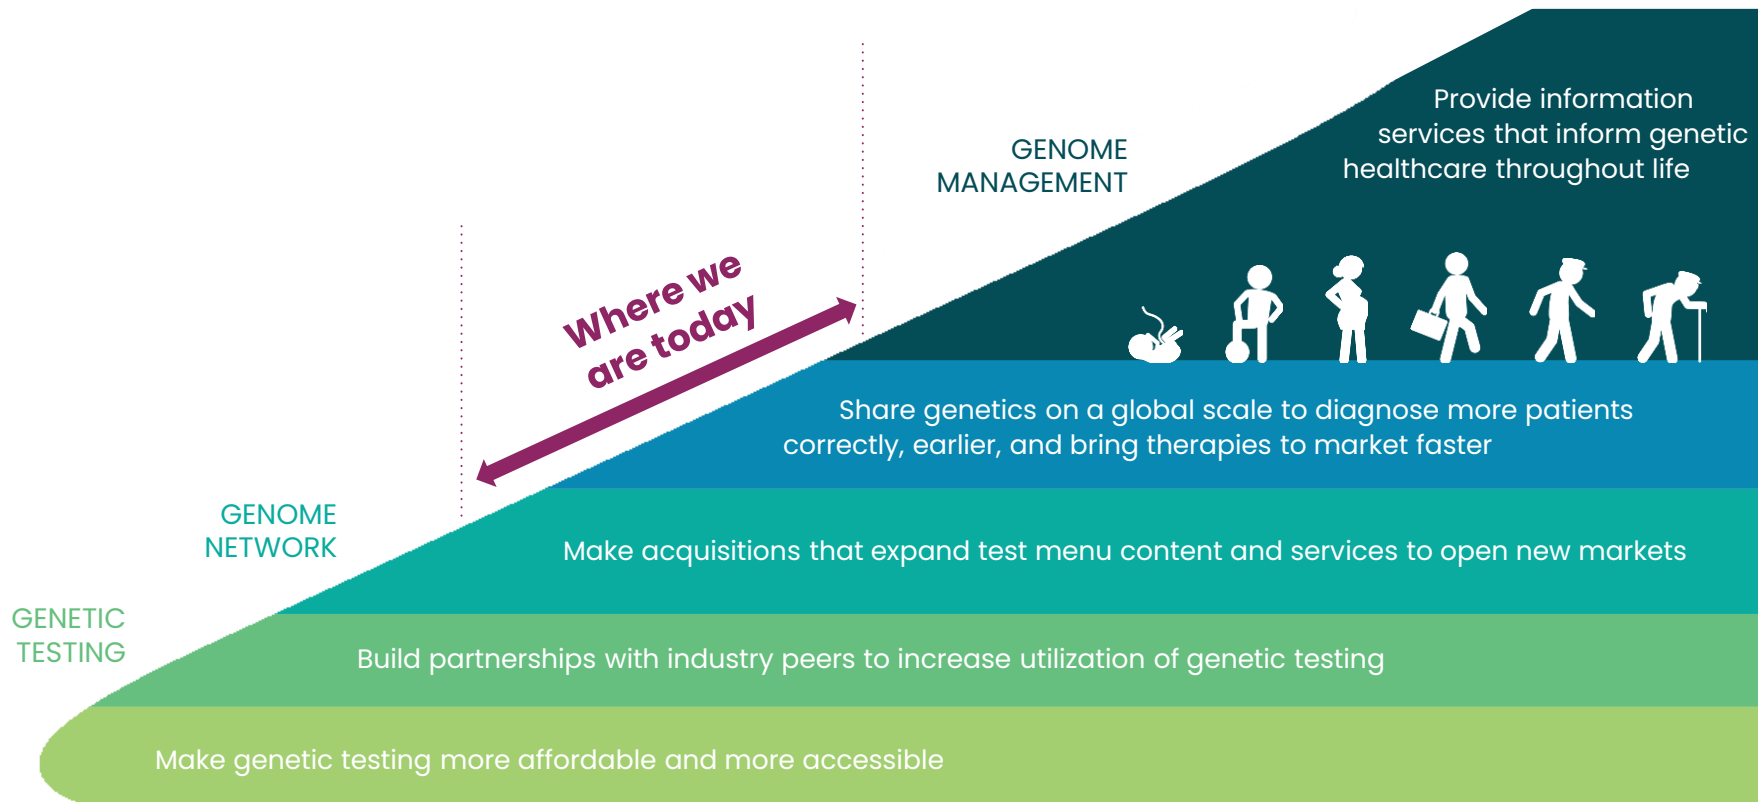 Provide information
services that inform genetic
healthcare throughout life
GENOME
MANAGEMENT
Where we
are today
Share genetics on a global scale to diagnose more patients
correctly, earlier, and bring therapies to market faster
GENOME
NETWORK
Make acquisitions that expand test menu content and services to open new markets
GENETIC
TESTING
Build partnerships with industry peers to increase utilization of genetic testing
Make genetic testing more affordable and more accessible